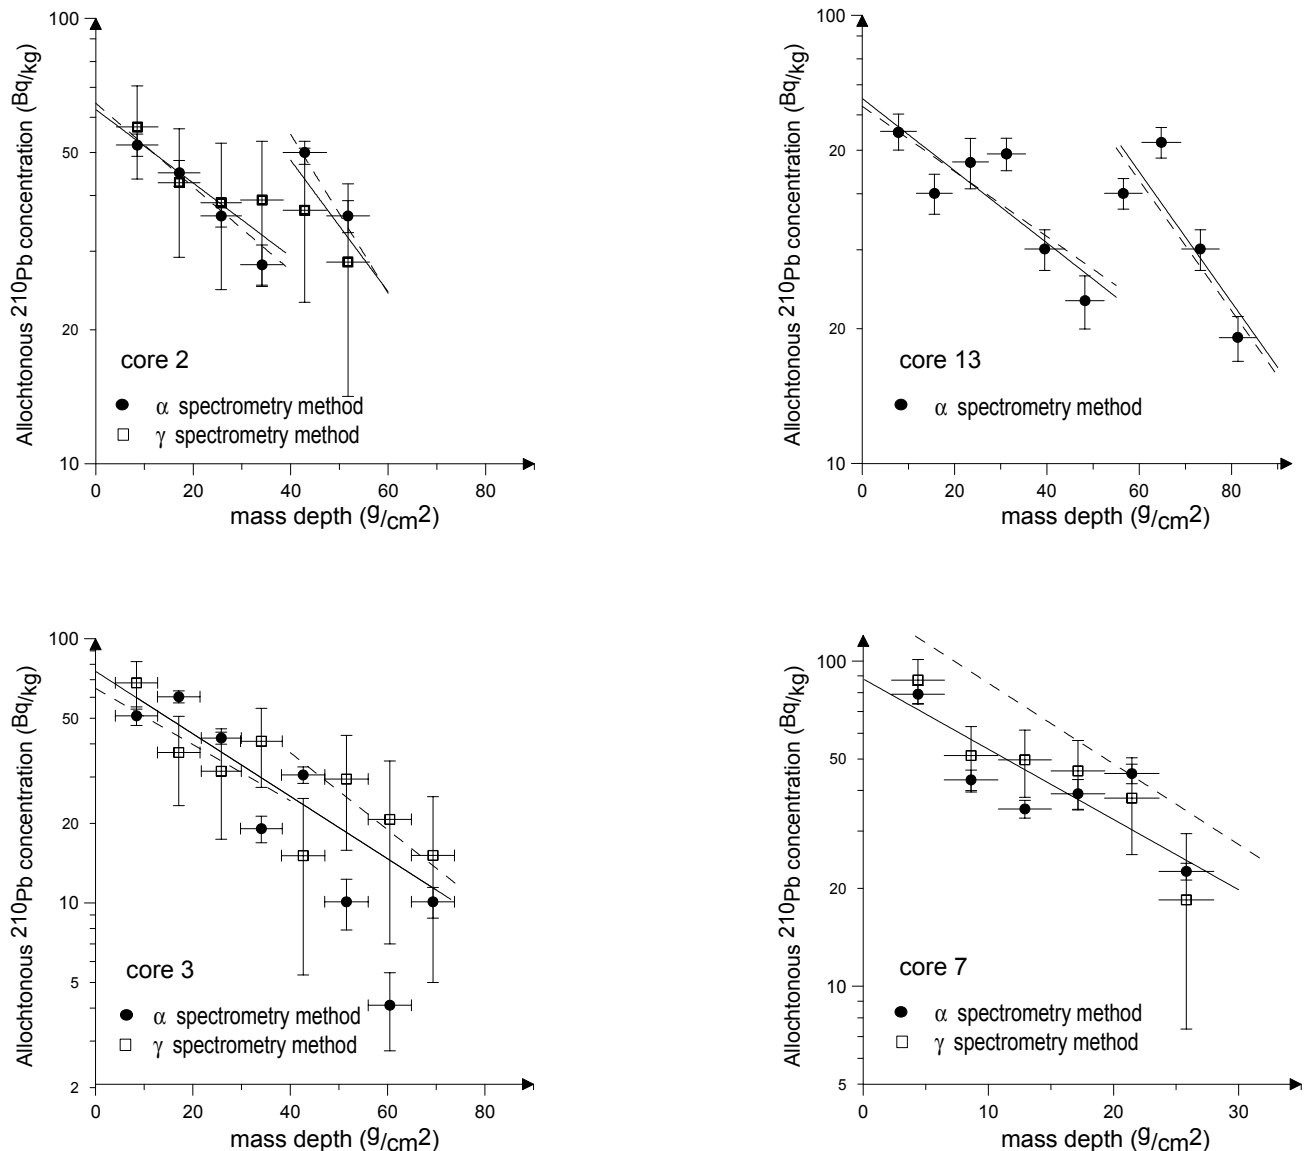 100
50
20
10
0
20
40
60
80
Allochtonous 210Pb concentration (Bq/kg)
mass depth (g/cm2)
core 2
α spectrometry method
γ spectrometry method
100
20
20
10
0
20
40
60
80
Allochtonous 210Pb concentration (Bq/kg)
mass depth (g/cm2)
core 13
α spectrometry method
100
50
20
10
5
2
0
20
40
60
80
Allochtonous 210Pb concentration (Bq/kg)
mass depth (g/cm2)
core 3
α spectrometry method
γ spectrometry method
100
50
20
10
5
0
10
20
30
Allochtonous 210Pb concentration (Bq/kg)
mass depth (g/cm2)
core 7
α spectrometry method
γ spectrometry method